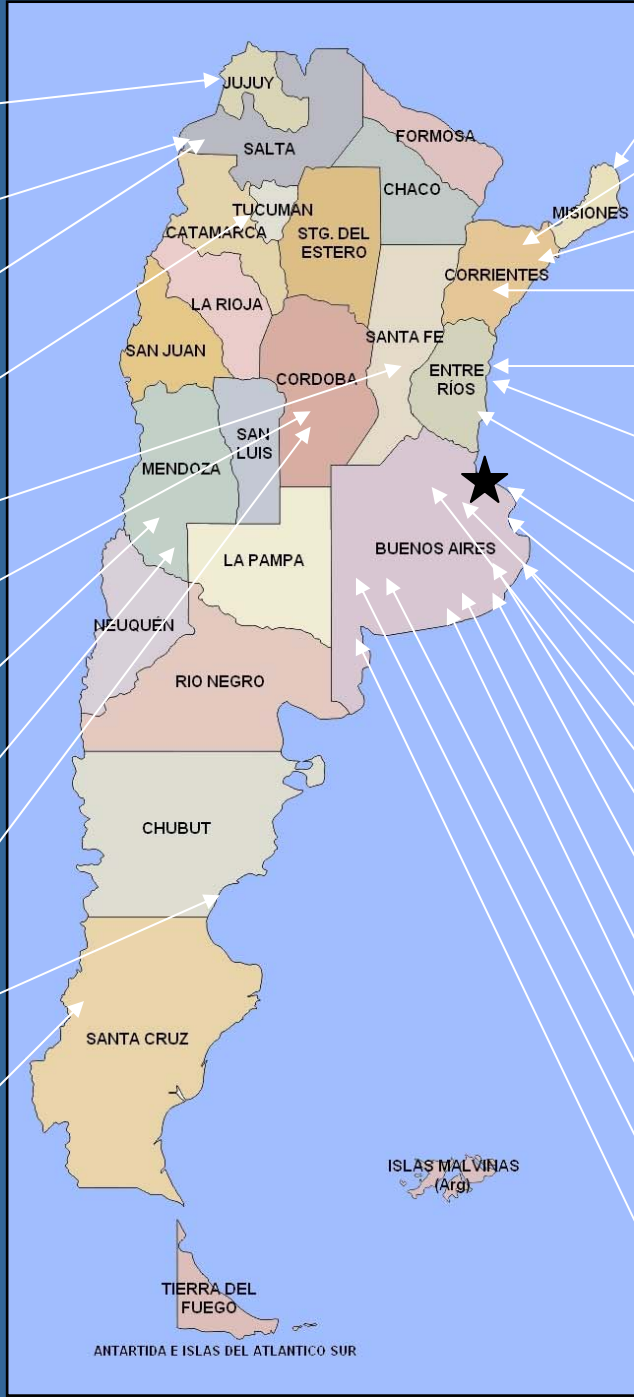 JUJUY
SALTA
FORMOSA
CHACO
MISIONES
TUCUMAN
CATAMARCA
STG. DEL
ESTERO
CORRIENTES
LA RIOJA
SANTA FE
SAN JUAN
CORDOBA
ENTRE
RÍOS
SAN
LUIS
MENDOZA
BUENOS AIRES
LA PAMPA
NEUQUÉN
RIO NEGRO
CHUBUT
SANTA CRUZ
ISLAS MALVINAS
(Arg)
TIERRA DEL
FUEGO
ANTARTIDA E ISLAS DEL ATLANTICO SUR